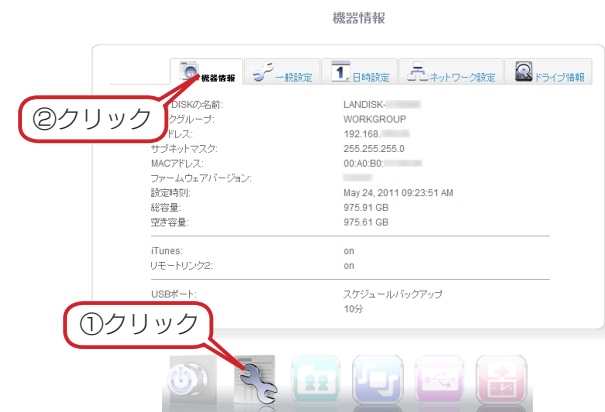 機器情報
機器情報 一般設定 1 日時設定 ネットワーク設定 ドライブ情報
②クリック
DISKの名前: LANDISK-
クグループ: WORKGROUP
ドレス: 192.168.
サブネットマスク: 255.255.255.0
MACアドレス: 00:A0:B0:
ファームウェアバージョン:
設定時刻: May 24, 2011 09:23:51 AM
総容量: 975.91 GB
空き容量: 975.61 GB
iTunes: on
リモートリンク2: on
USBポート: スケジュールバックアップ
10分
①クリック